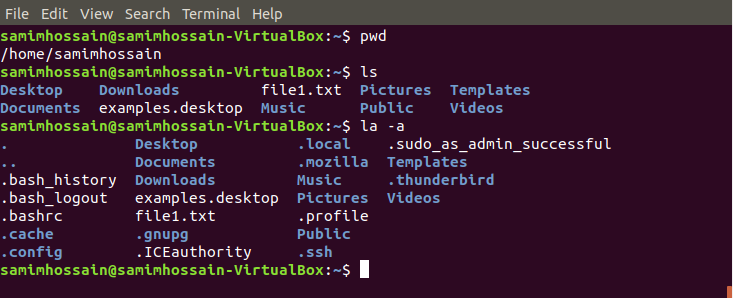 File Edit View Search Terminal Help
samimhossain@samimhossain-VirtualBox:~$ pwd
/home/samimhossain
samimhossain@samimhossain-VirtualBox:~$ ls
Desktop Downloads file1.txt Pictures Templates
Documents examples.desktop Music Public Videos
samimhossain@samimhossain-VirtualBox:~$ la -a
. Desktop .local .sudo_as_admin_successful
.. Documents .mozilla Templates
.bash_history Downloads Music .thunderbird
.bash_logout examples.desktop Pictures Videos
.bashrc file1.txt .profile
.cache .gnupg Public
.config .ICEauthority .ssh
samimhossain@samimhossain-VirtualBox:~$